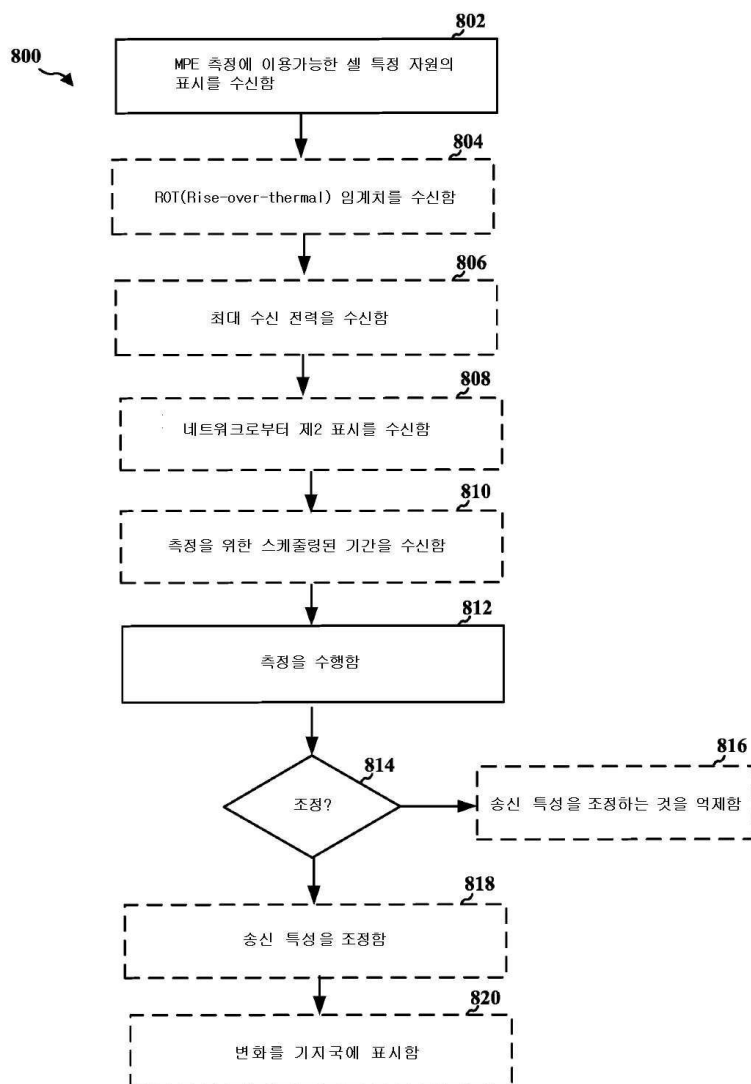 800
802
MPE 측정에 이용가능한 셀 특정 자원의
표시를 수신함
804
ROT(Rise-over-thermal) 임계치를 수신함
806
최대 수신 전력을 수신함
808
네트워크로부터 제2 표시를 수신함
810
측정을 위한 스케줄링된 기간을 수신함
812
측정을 수행함
814
조정?
816
송신 특성을 조정하는 것을 억제함
818
송신 특성을 조정함
820
변화를 기지국에 표시함